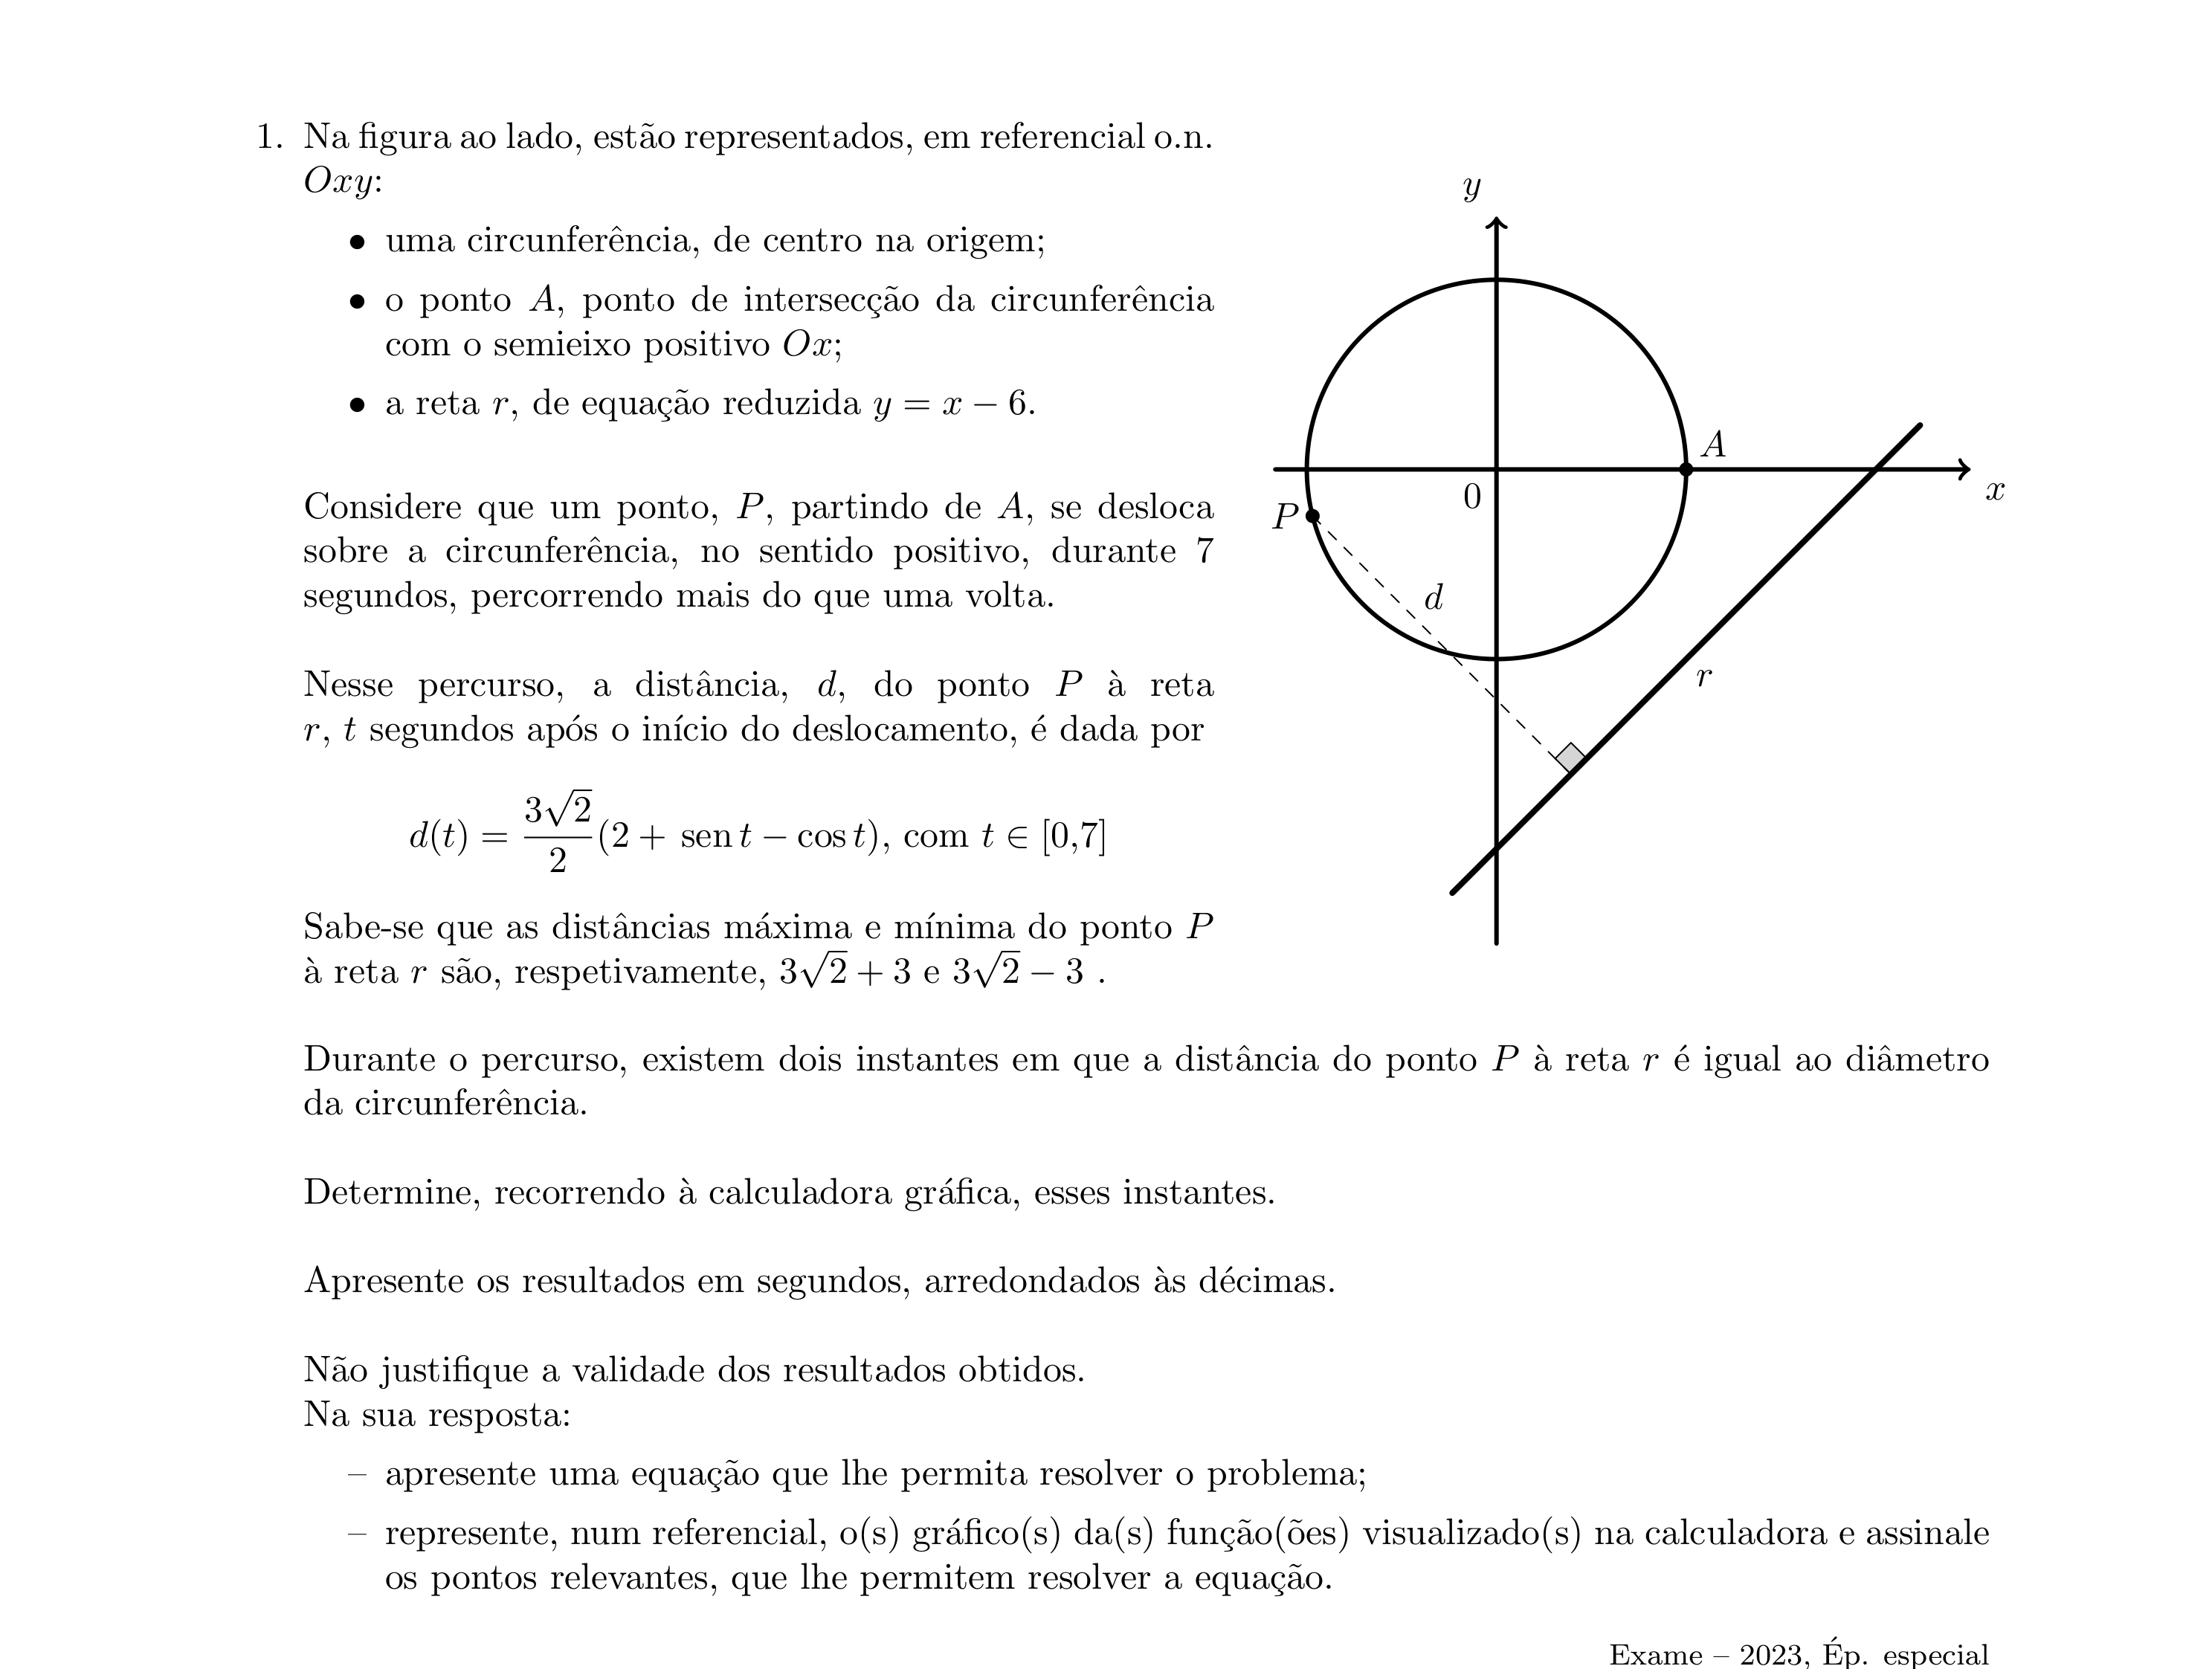 1. Na figura ao lado, estão representados, em referencial o.n.
Oxy:
• uma circunferência, de centro na origem;
• o ponto A, ponto de intersecção da circunferência
com o semieixo positivo Ox;
• a reta r, de equação reduzida y = x − 6.
Considere que um ponto, P, partindo de A, se desloca
sobre a circunferência, no sentido positivo, durante 7
segundos, percorrendo mais do que uma volta.
Nesse percurso, a distância, d, do ponto P à reta
r, t segundos após o início do deslocamento, é dada por
d(t) = \frac{3\sqrt{2}}{2}(2 + sen t − cos t), com t ∈ [0,7]
Sabe-se que as distâncias máxima e mínima do ponto P
à reta r são, respetivamente, 3√2 + 3 e 3√2 − 3 .
y
A
0
x
P
d
r
Durante o percurso, existem dois instantes em que a distância do ponto P à reta r é igual ao diâmetro
da circunferência.
Determine, recorrendo à calculadora gráfica, esses instantes.
Apresente os resultados em segundos, arredondados às décimas.
Não justifique a validade dos resultados obtidos.
Na sua resposta:
– apresente uma equação que lhe permita resolver o problema;
– represente, num referencial, o(s) gráfico(s) da(s) função(ões) visualizado(s) na calculadora e assinale
os pontos relevantes, que lhe permitem resolver a equação.
Exame – 2023, Ép. especial